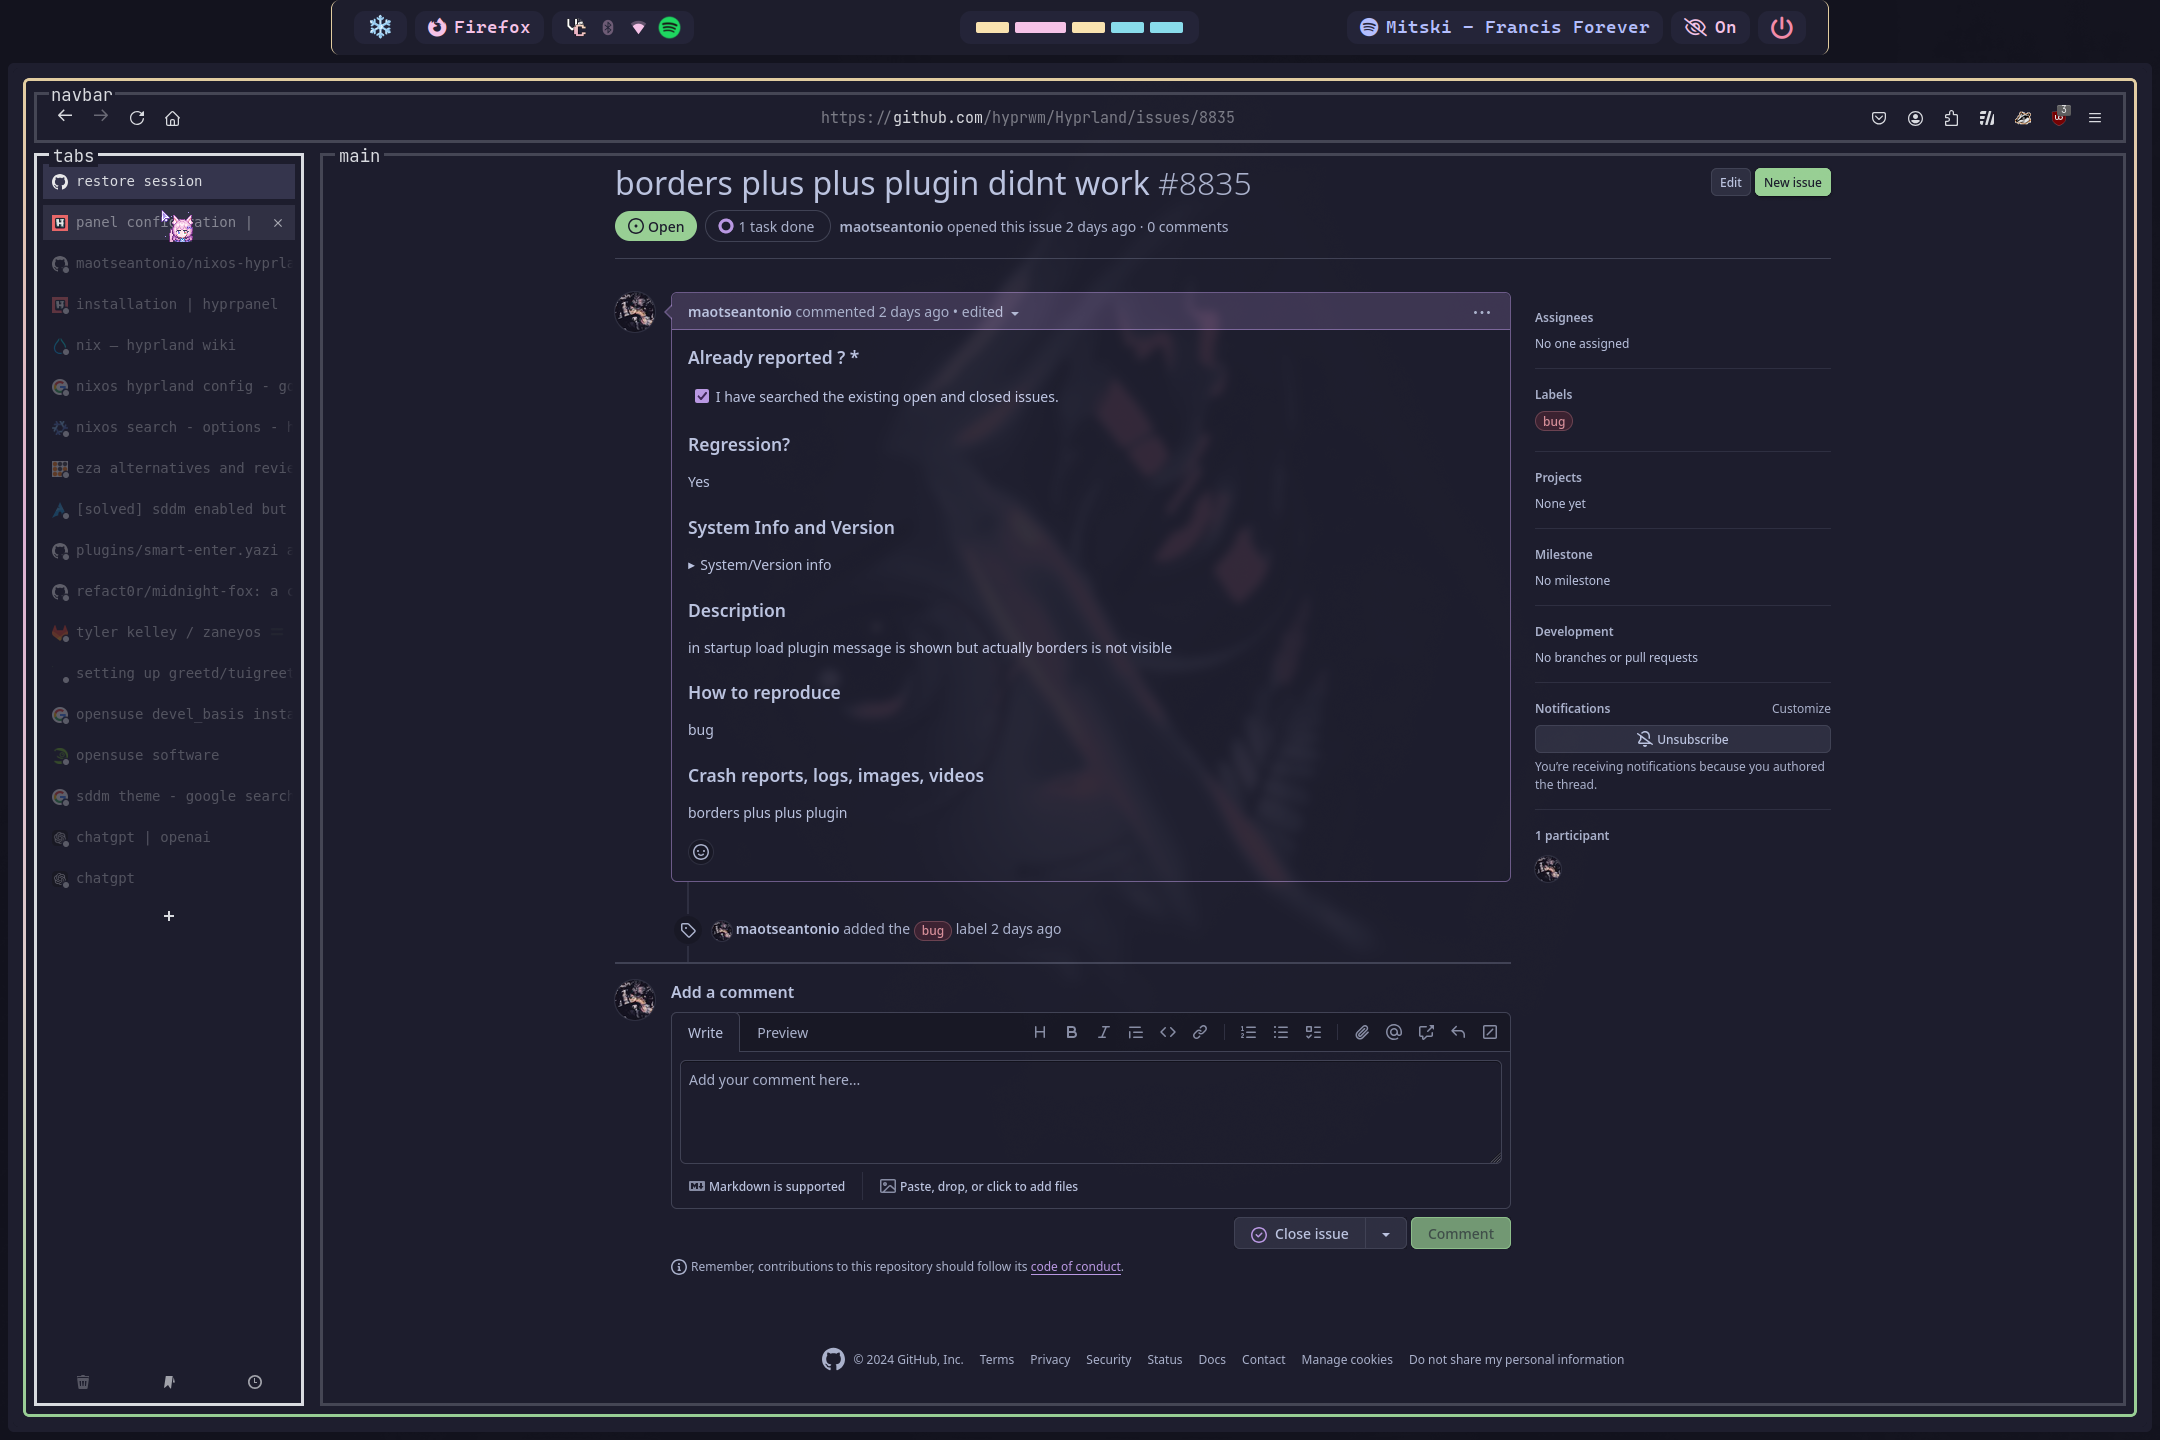 Firefox
Mitski – Francis Forever
On
navbar
https://github.com/hyprwm/Hyprland/issues/8835
3
tabs
restore session
panel configuration |
maotseantonio/nixos-hyprla
installation | hyprpanel
nix – hyprland wiki
nixos hyprland config - go
nixos search - options - h
eza alternatives and revie
[solved] sddm enabled but
plugins/smart-enter.yazi a
refact0r/midnight-fox: a c
tyler kelley / zaneyos
setting up greetd/tuigreet
opensuse devel_basis insta
opensuse software
sddm theme - google search
chatgpt | openai
chatgpt
main
borders plus plus plugin didnt work #8835
Edit
New issue
Open
1 task done
maotseantonio opened this issue 2 days ago · 0 comments
maotseantonio commented 2 days ago • edited
Already reported ? *
I have searched the existing open and closed issues.
Regression?
Yes
System Info and Version
System/Version info
Description
in startup load plugin message is shown but actually borders is not visible
How to reproduce
bug
Crash reports, logs, images, videos
borders plus plus plugin
maotseantonio added the bug label 2 days ago
Assignees
No one assigned
Labels
bug
Projects
None yet
Milestone
No milestone
Development
No branches or pull requests
Notifications
Customize
Unsubscribe
You're receiving notifications because you authored
the thread.
1 participant
Add a comment
Write
Preview
Add your comment here...
Markdown is supported
Paste, drop, or click to add files
Close issue
Comment
Remember, contributions to this repository should follow its code of conduct.
© 2024 GitHub, Inc.
Terms
Privacy
Security
Status
Docs
Contact
Manage cookies
Do not share my personal information